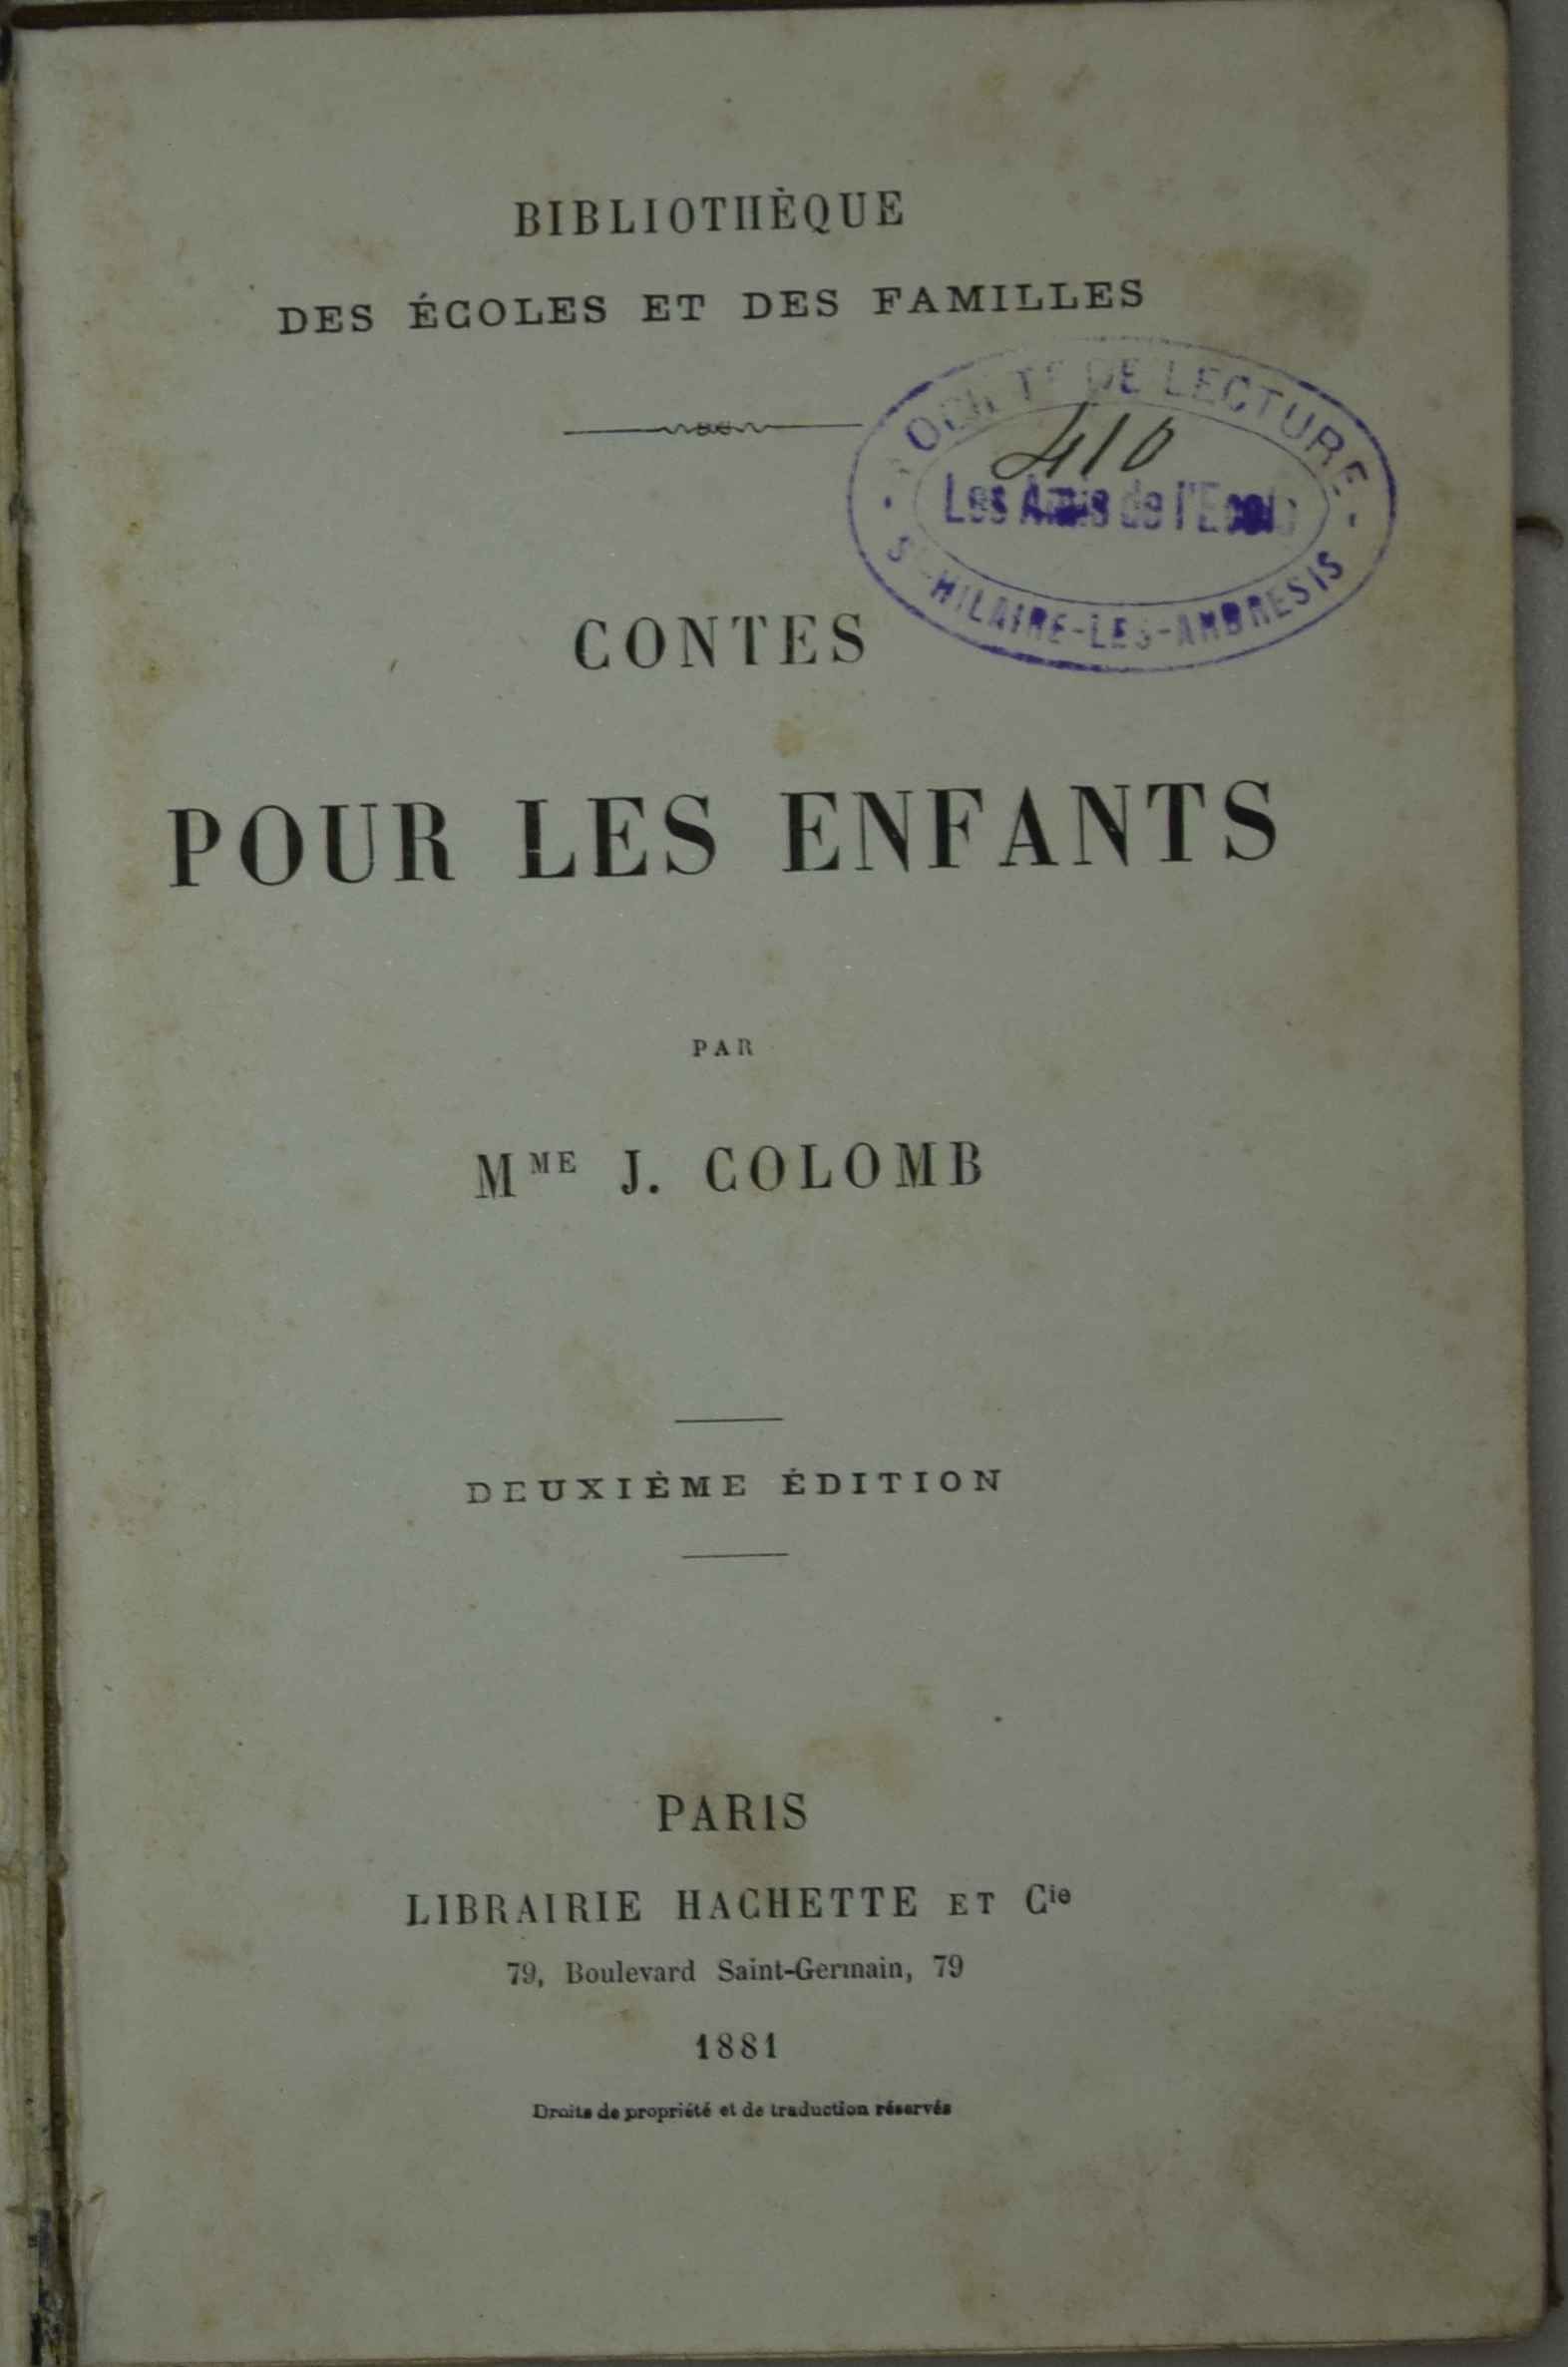 BIBLIOTHÈQUE
DES ÉCOLES ET DES FAMILLES
SOCIÉTÉ DE LECTURE
410
Les Amis de l'Ecole
St-HILAIRE-LES-ANDRESIS
CONTES
POUR LES ENFANTS
PAR
MME J. COLOMB
DEUXIÈME ÉDITION
PARIS
LIBRAIRIE HACHETTE ET Cie
79, Boulevard Saint-Germain, 79
1881
Droits de propriété et de traduction réservés